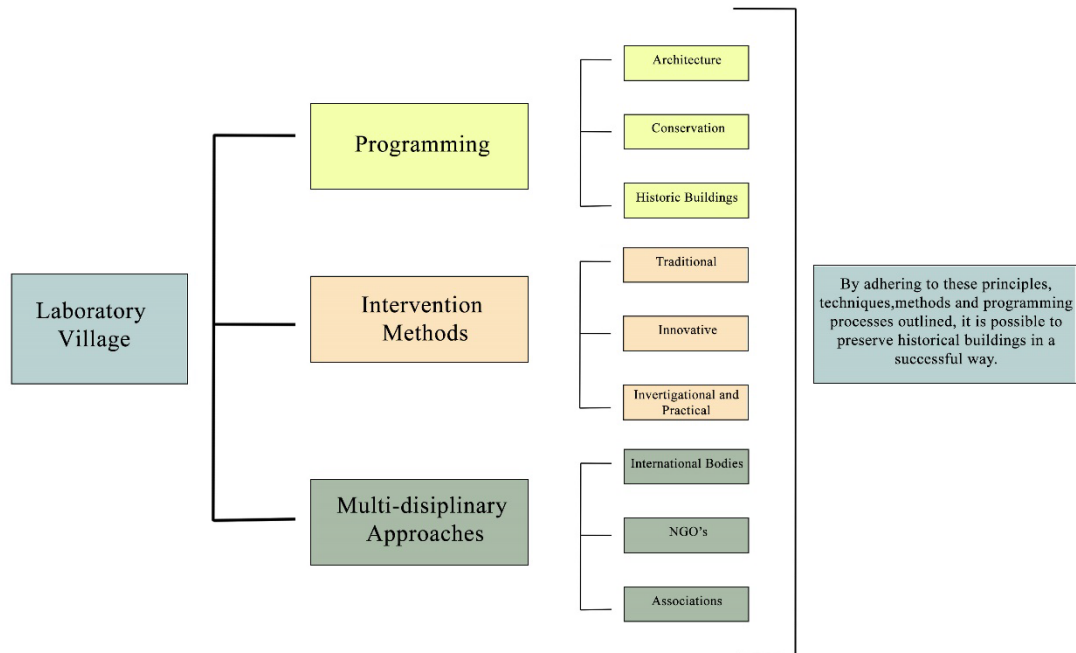 Laboratory
Village
Programming
Architecture
Conservation
Historic Buildings
Intervention
Methods
Traditional
Innovative
Invertigational and
Practical
Multi-disiplinary
Approaches
International Bodies
NGO's
Associations
By adhering to these principles,
techniques,methods and programming
processes outlined, it is possible to
preserve historical buildings in a
successful way.